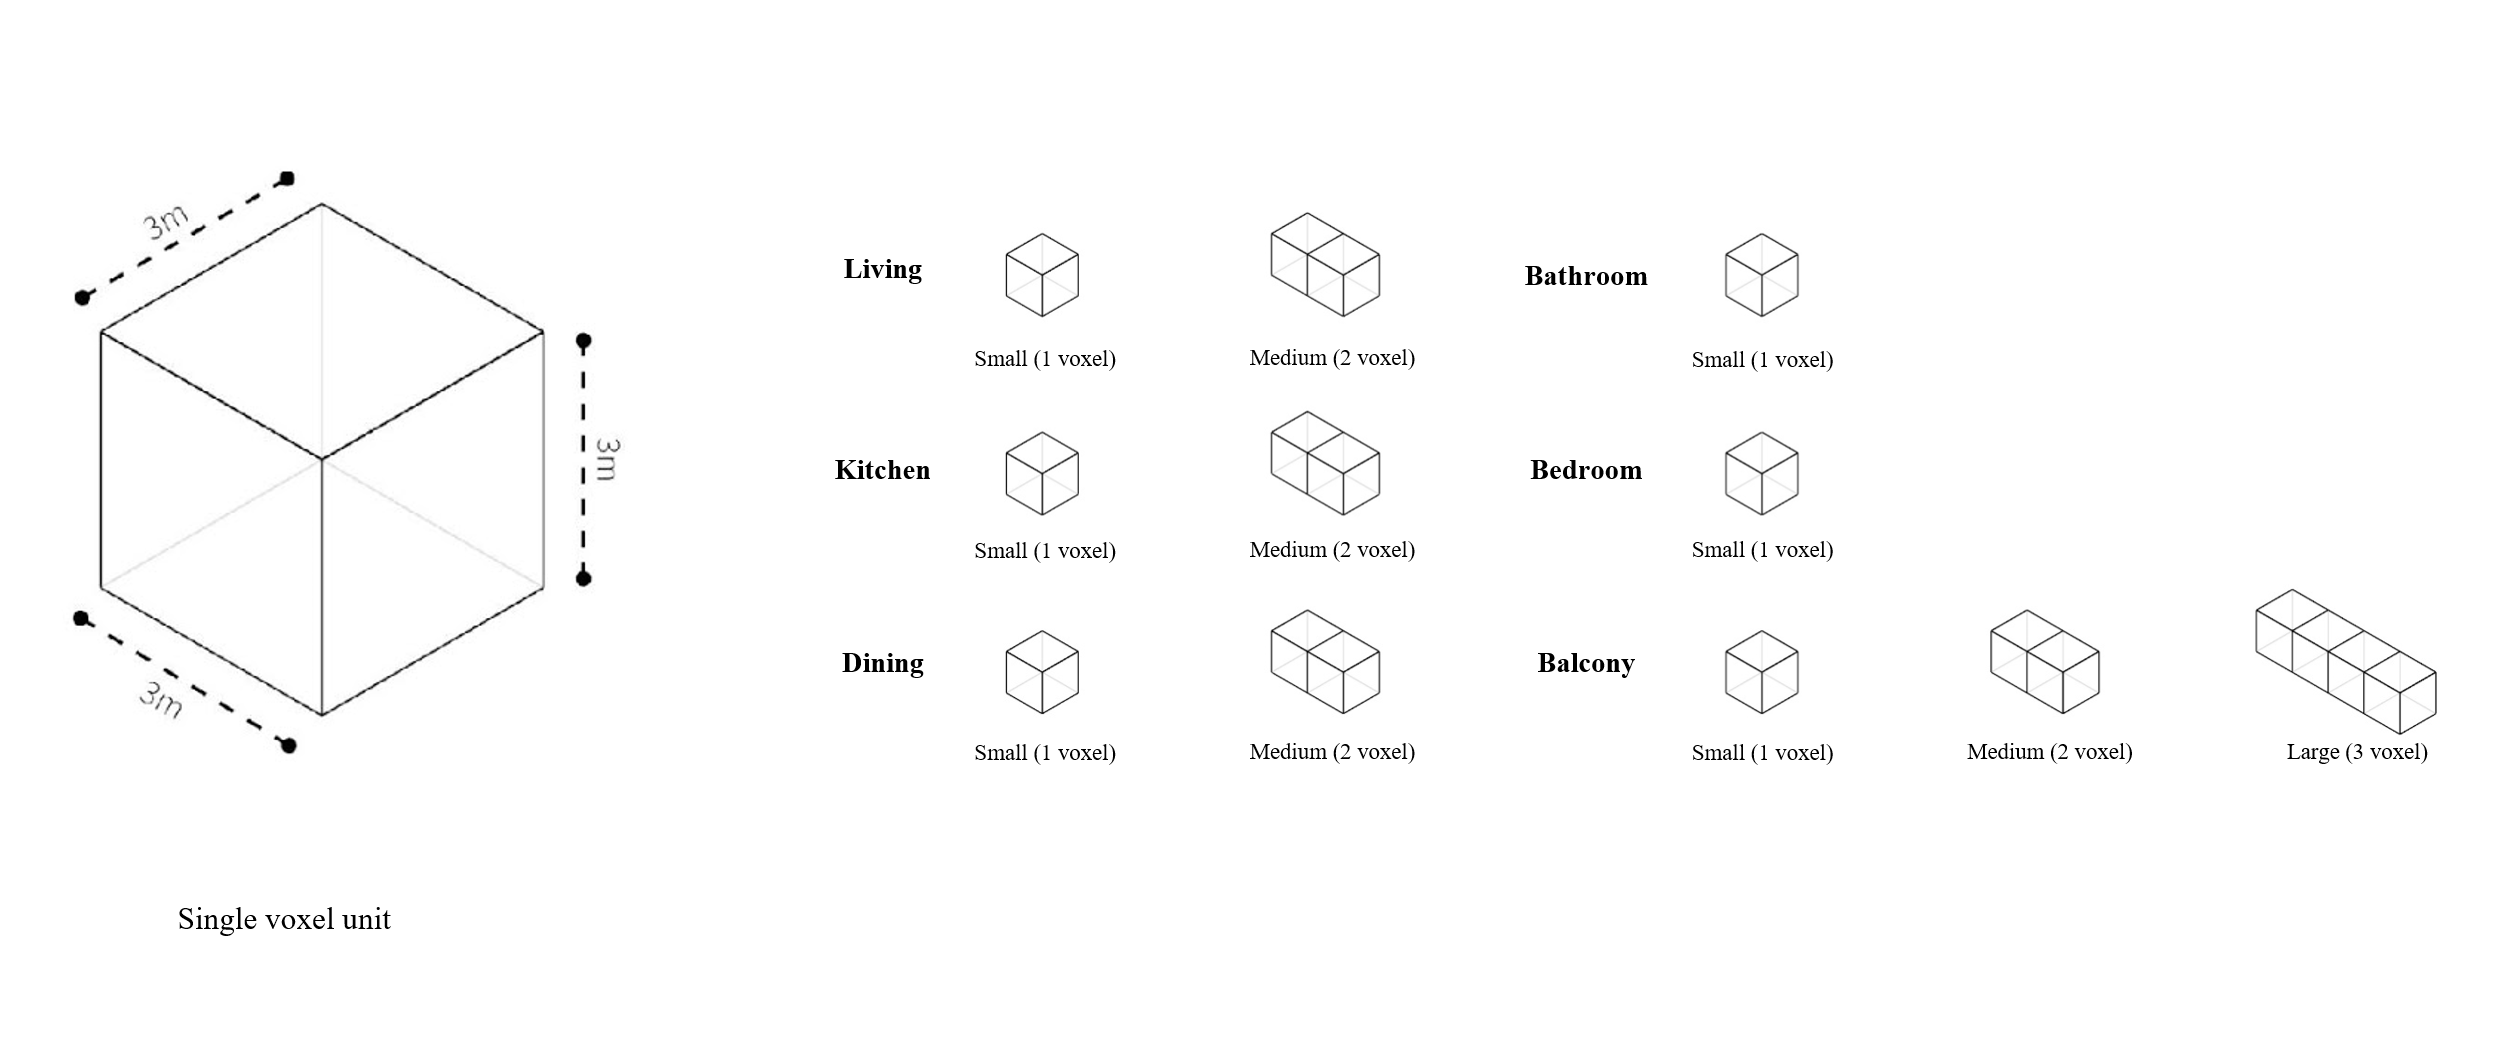 3m
3m
3m
Single voxel unit
Living
Small (1 voxel)
Medium (2 voxel)
Kitchen
Small (1 voxel)
Medium (2 voxel)
Dining
Small (1 voxel)
Medium (2 voxel)
Bathroom
Small (1 voxel)
Bedroom
Small (1 voxel)
Balcony
Small (1 voxel)
Medium (2 voxel)
Large (3 voxel)